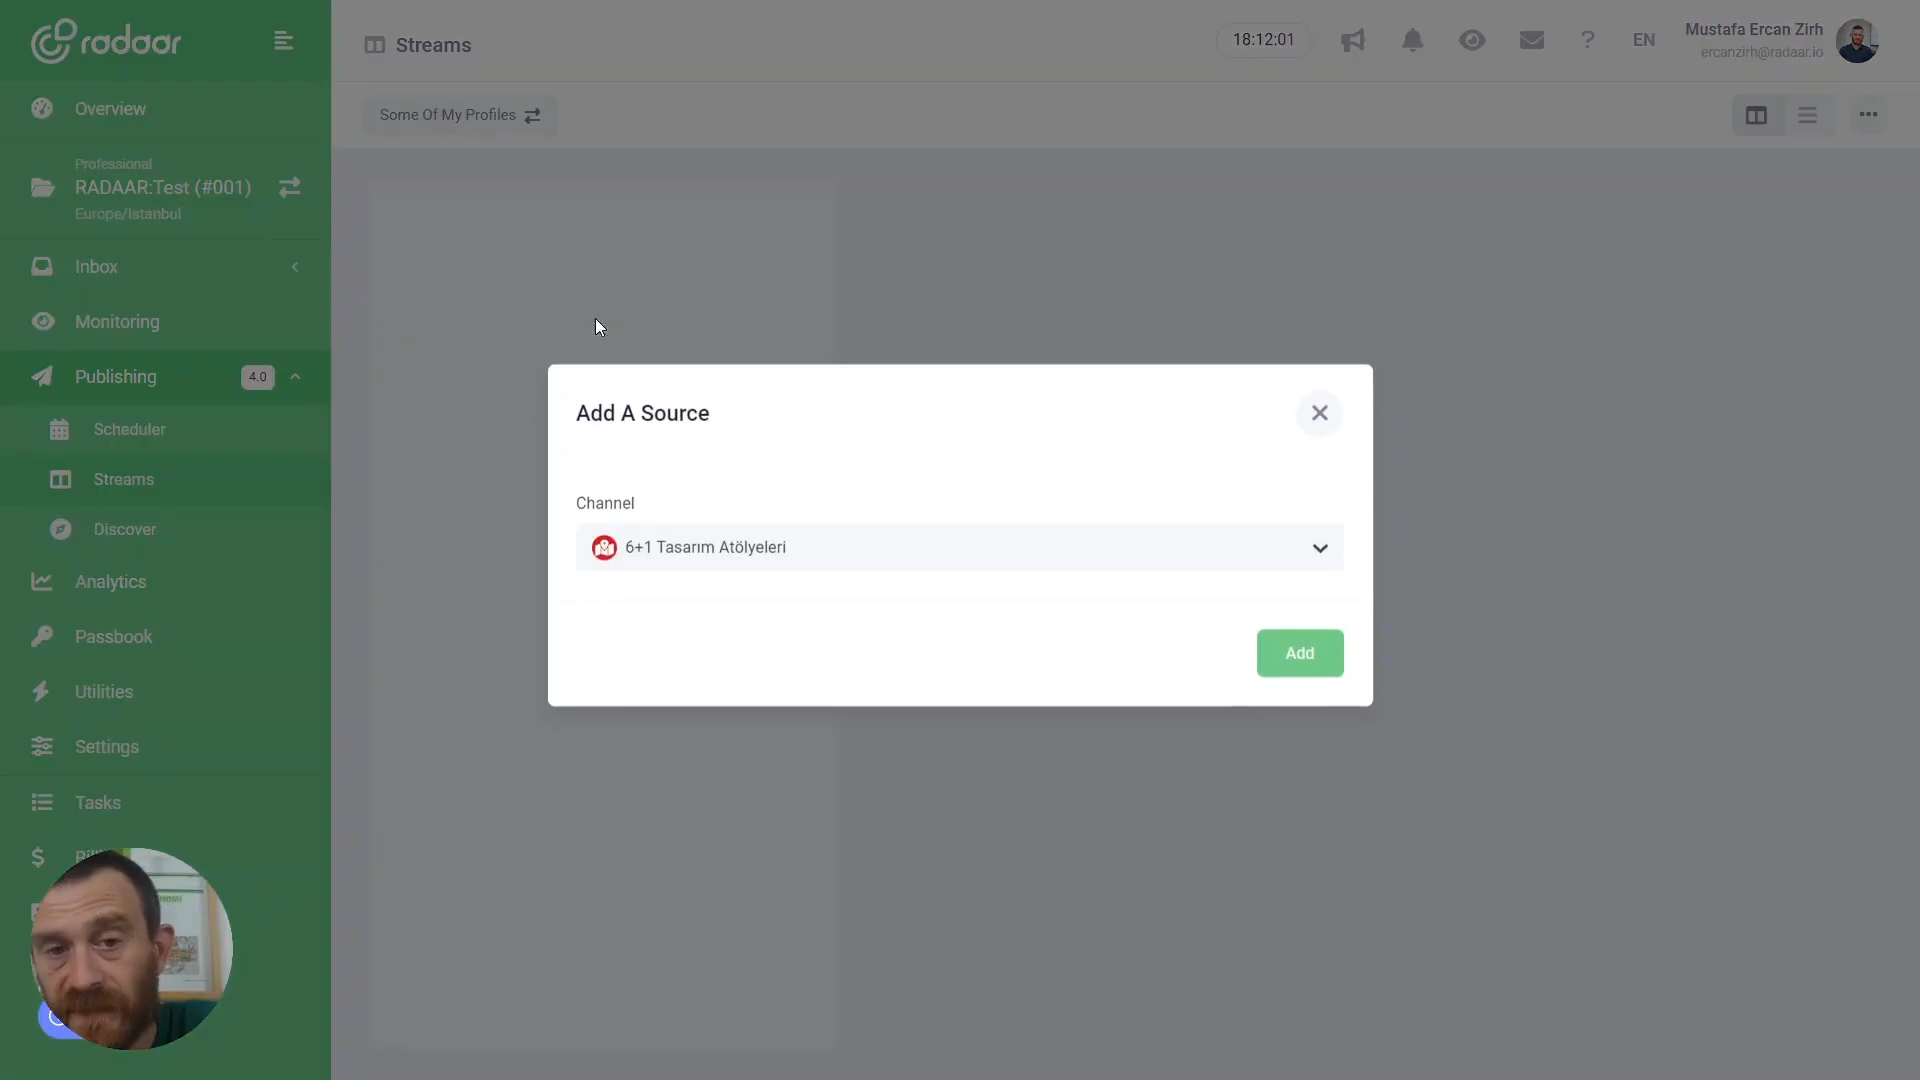 radaar
Streams
18:12:01
?
EN
Mustafa Ercan Zirh
ercanzirh@radaar.io
Overview
Some Of My Profiles
Professional
RADAAR:Test (#001)
Europe/Istanbul
Inbox
Monitoring
Publishing
4.0
Scheduler
Streams
Discover
Analytics
Passbook
Utilities
Settings
Tasks
$
Add A Source
Channel
6+1 Tasarım Atölyeleri
Add